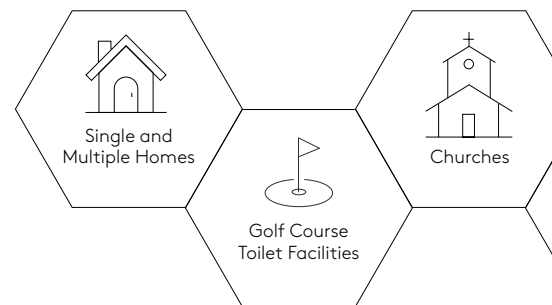 Single and
Multiple Homes
Golf Course
Toilet Facilities
Churches